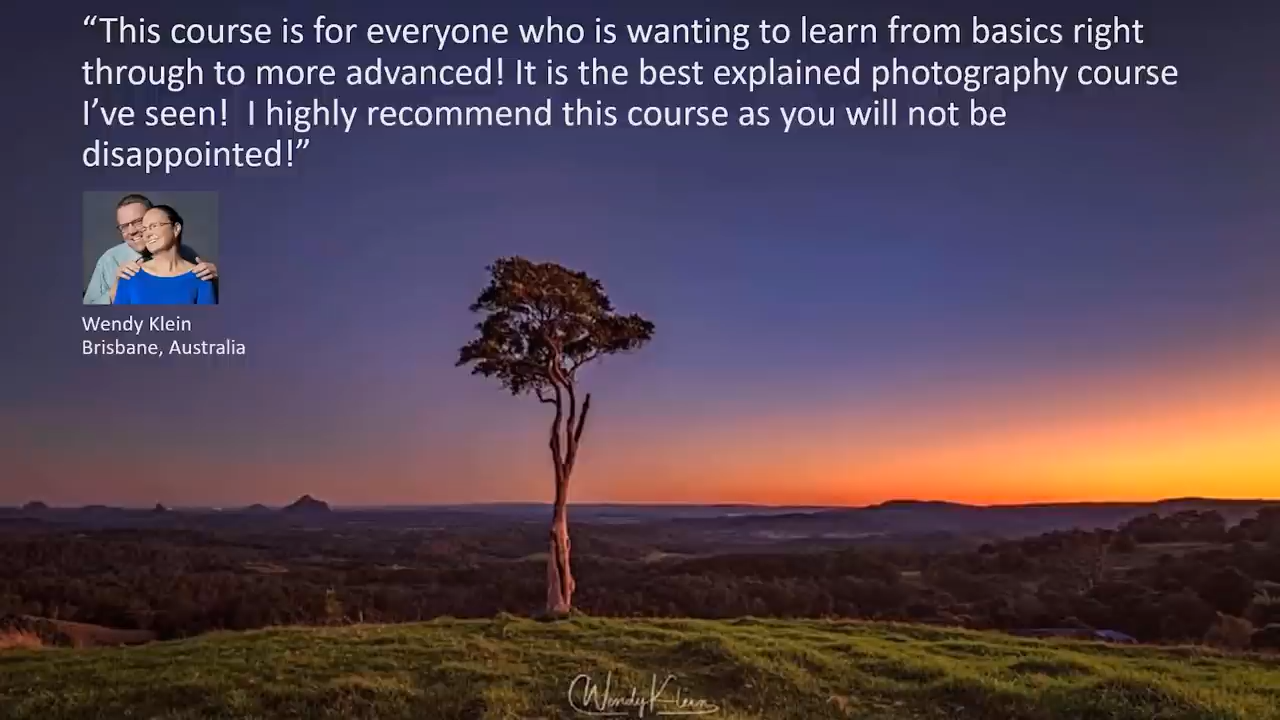 “This course is for everyone who is wanting to learn from basics right
through to more advanced! It is the best explained photography course
I’ve seen!  I highly recommend this course as you will not be
disappointed!”
Wendy Klein
Brisbane, Australia
Wendy Klein